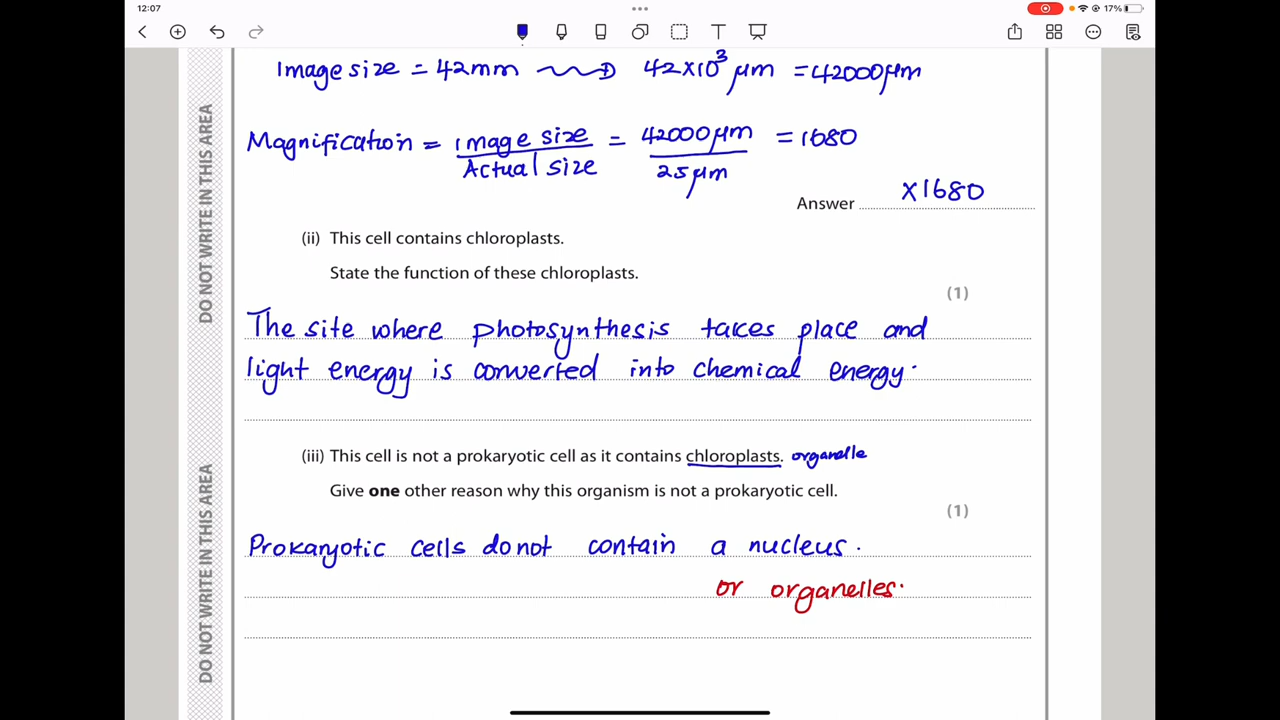 12:07
17%
Image size = 42mm 42×10³ µm = 42000µm
Magnification = Image size / Actual size = 42000µm / 25µm = 1680
Answer ×1680
(ii) This cell contains chloroplasts.
State the function of these chloroplasts.
(1)
The site where photosynthesis takes place and
light energy is converted into chemical energy.
(iii) This cell is not a prokaryotic cell as it contains chloroplasts. organelle
Give one other reason why this organism is not a prokaryotic cell.
(1)
Prokaryotic cells do not contain a nucleus.
or organelles.
DO NOT WRITE IN THIS AREA
DO NOT WRITE IN THIS AREA